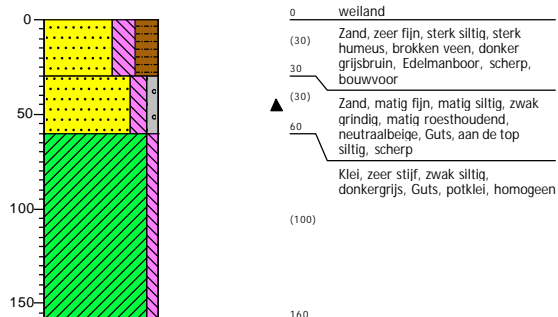 0
50
100
150
0 weiland
(30) Zand, zeer fijn, sterk siltig, sterk
humeus, brokken veen, donker
grijsbruin, Edelmanboor, scherp,
bouwvoor
30
(30) Zand, matig fijn, matig siltig, zwak
grindig, matig roesthoudend,
neutraalbeige, Guts, aan de top
siltig, scherp
60
Klei, zeer stijf, zwak siltig,
donkergrijs, Guts, potklei, homogeen
(100)
160